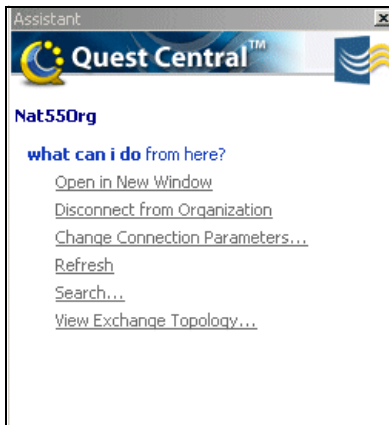 Assistant
Quest Central™
Nat55Org
what can i do from here?
Open in New Window
Disconnect from Organization
Change Connection Parameters...
Refresh
Search...
View Exchange Topology...